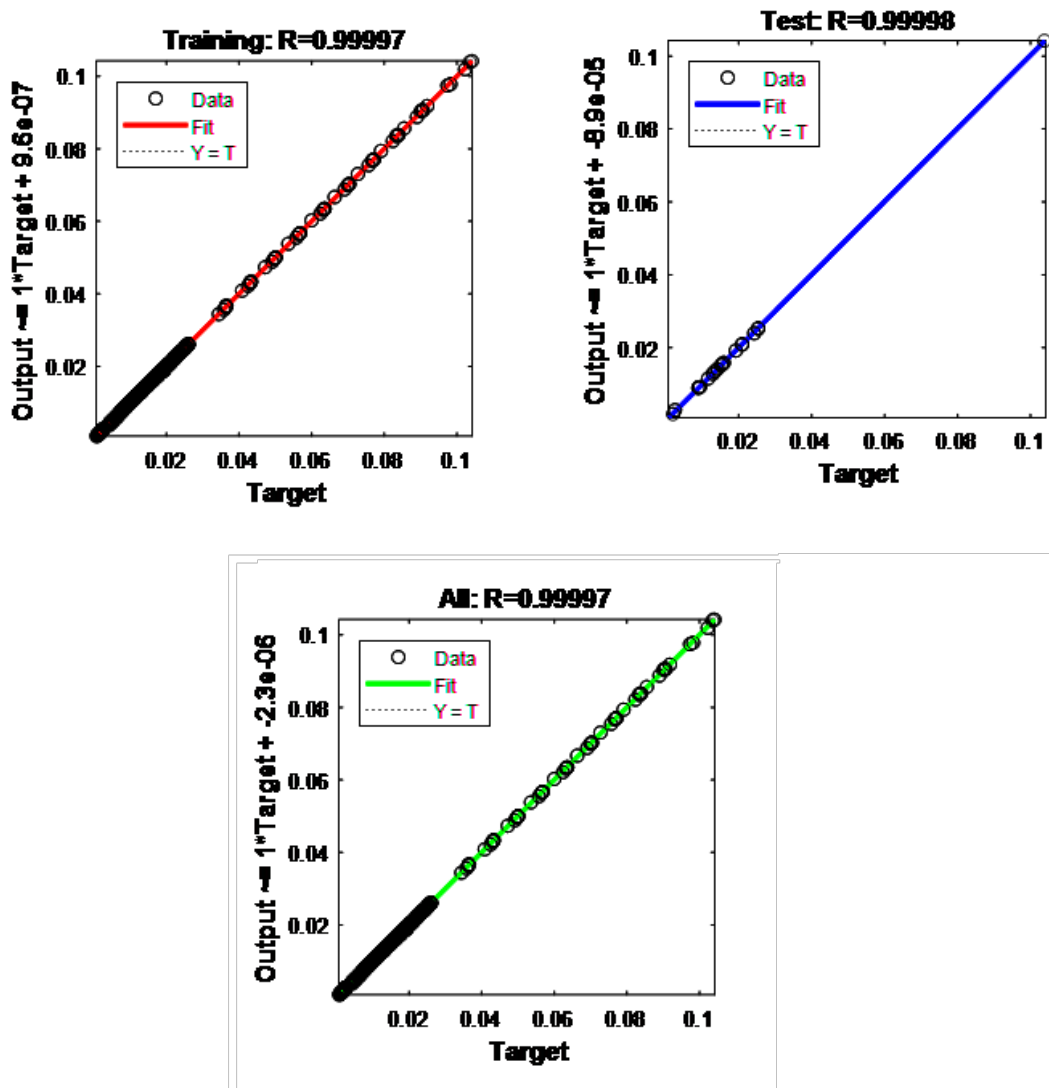 Training: R=0.99997
Output ~= 1*Target + 9.6e-07
0.1
0.08
0.06
0.04
0.02
Data
Fit
Y = T
0.02 0.04 0.06 0.08 0.1
Target
Test: R=0.99998
Output ~= 1*Target + -8.9e-05
0.1
0.08
0.06
0.04
0.02
Data
Fit
Y = T
0.02 0.04 0.06 0.08 0.1
Target
All: R=0.99997
Output ~= 1*Target + -2.3e-06
0.1
0.08
0.06
0.04
0.02
Data
Fit
Y = T
0.02 0.04 0.06 0.08 0.1
Target